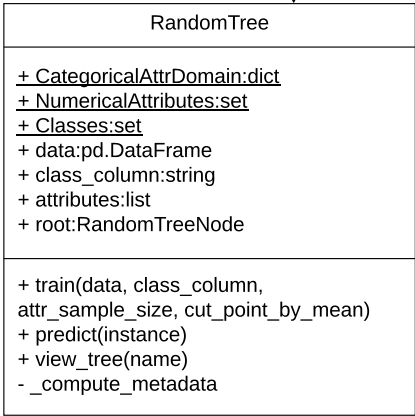 RandomTree
+ CategoricalAttrDomain:dict
+ NumericalAttributes:set
+ Classes:set
+ data:pd.DataFrame
+ class_column:string
+ attributes:list
+ root:RandomTreeNode
+ train(data, class_column,
attr_sample_size, cut_point_by_mean)
+ predict(instance)
+ view_tree(name)
- _compute_metadata